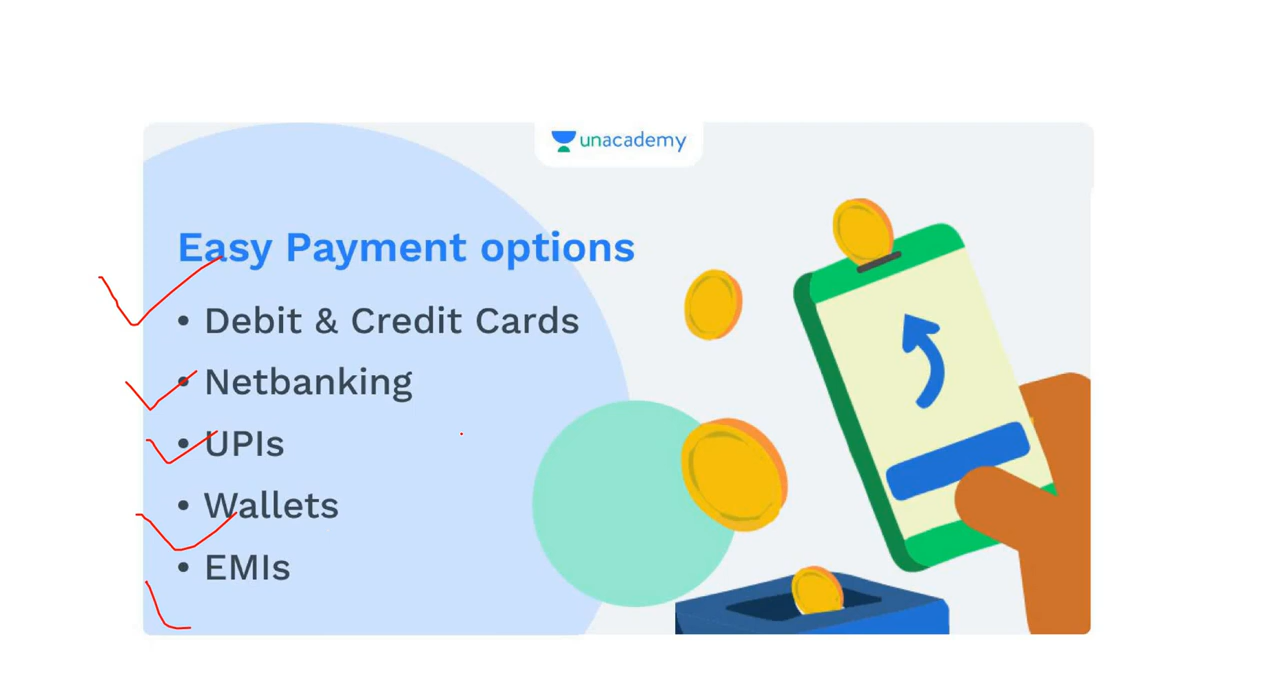 unacademy
Easy Payment options
• Debit & Credit Cards
• Netbanking
• UPIs
• Wallets
• EMIs